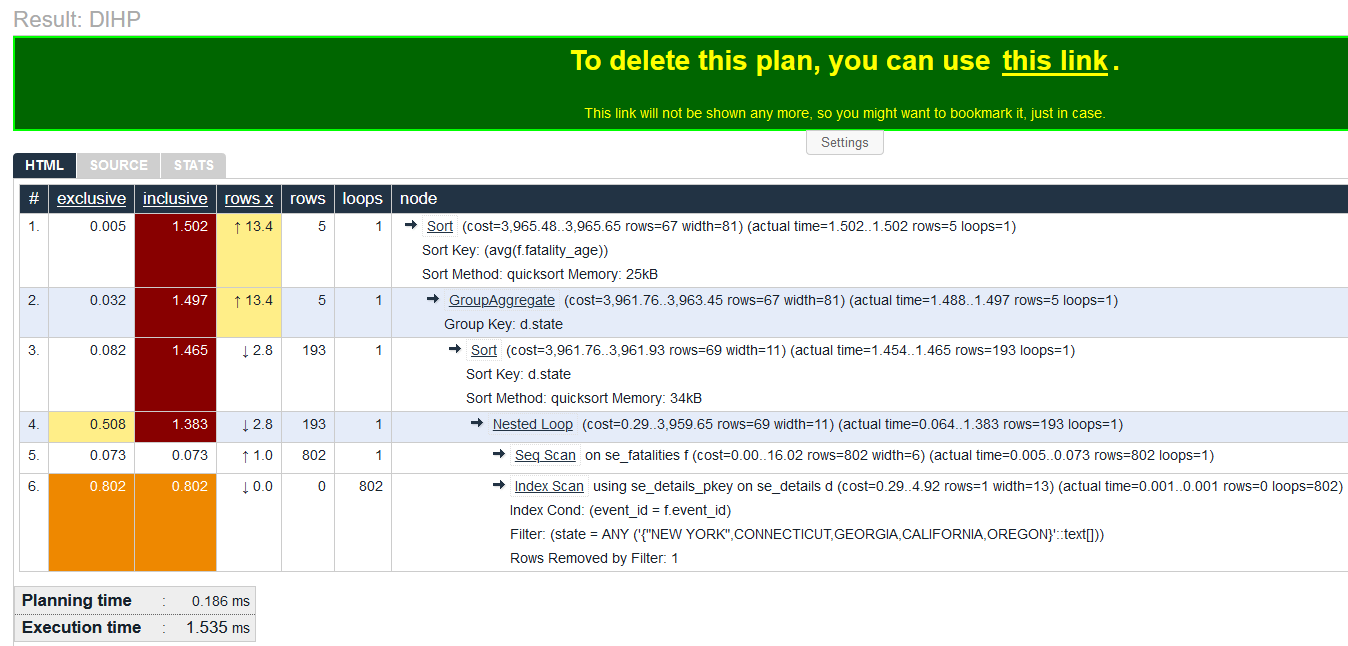 Result: DIHP
To delete this plan, you can use this link.
This link will not be shown any more, so you might want to bookmark it, just in case.
Settings
HTML SOURCE STATS
# exclusive inclusive rows x rows loops node
1. 0.005 1.502 ↑ 13.4 5 1 → Sort (cost=3,965.48..3,965.65 rows=67 width=81) (actual time=1.502..1.502 rows=5 loops=1)
Sort Key: (avg(f.fatality_age))
Sort Method: quicksort Memory: 25kB
2. 0.032 1.497 ↑ 13.4 5 1 → GroupAggregate (cost=3,961.76..3,963.45 rows=67 width=81) (actual time=1.488..1.497 rows=5 loops=1)
Group Key: d.state
3. 0.082 1.465 ↓ 2.8 193 1 → Sort (cost=3,961.76..3,961.93 rows=69 width=11) (actual time=1.454..1.465 rows=193 loops=1)
Sort Key: d.state
Sort Method: quicksort Memory: 34kB
4. 0.508 1.383 ↓ 2.8 193 1 → Nested Loop (cost=0.29..3,959.65 rows=69 width=11) (actual time=0.064..1.383 rows=193 loops=1)
5. 0.073 0.073 ↑ 1.0 802 1 → Seq Scan on se_fatalities f (cost=0.00..16.02 rows=802 width=6) (actual time=0.005..0.073 rows=802 loops=1)
6. 0.802 0.802 ↓ 0.0 0 802 → Index Scan using se_details_pkey on se_details d (cost=0.29..4.92 rows=1 width=13) (actual time=0.001..0.001 rows=0 loops=802)
Index Cond: (event_id = f.event_id)
Filter: (state = ANY ('{"NEW YORK",CONNECTICUT,GEORGIA,CALIFORNIA,OREGON}'::text[]))
Rows Removed by Filter: 1
Planning time : 0.186 ms
Execution time : 1.535 ms